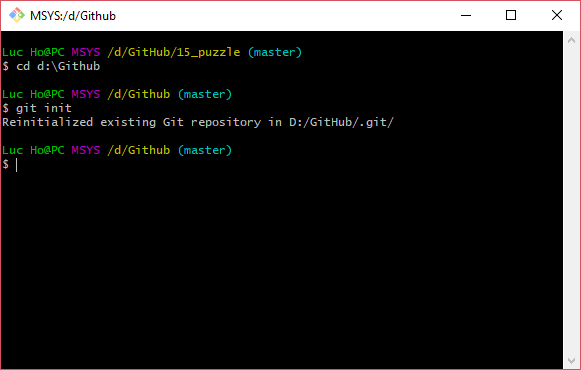 MSYS:/d/Github
Luc Ho@PC MSYS /d/GitHub/15_puzzle (master)
$ cd d:\Github
Luc Ho@PC MSYS /d/Github (master)
$ git init
Reinitialized existing Git repository in D:/GitHub/.git/
Luc Ho@PC MSYS /d/Github (master)
$